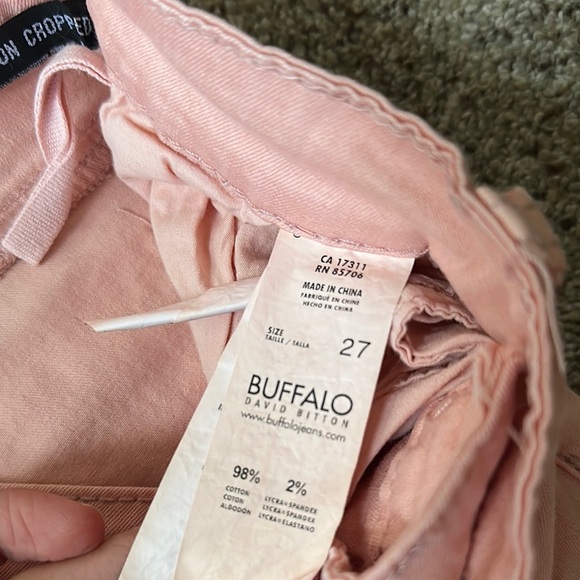 ON CROPPED
CA 17311
RN 85706
MADE IN CHINA
FABRIQUÉ EN CHINE
HECHO EN CHINA
SIZE
TAILLE / TALLA
27
BUFFALO
DAVID BITTON
www.buffalojeans.com
98% 2%
COTTON LYCRA®SPANDEX
COTON LYCRA®SPANGEX
ALGODÓN LYCRA®ELASTANO